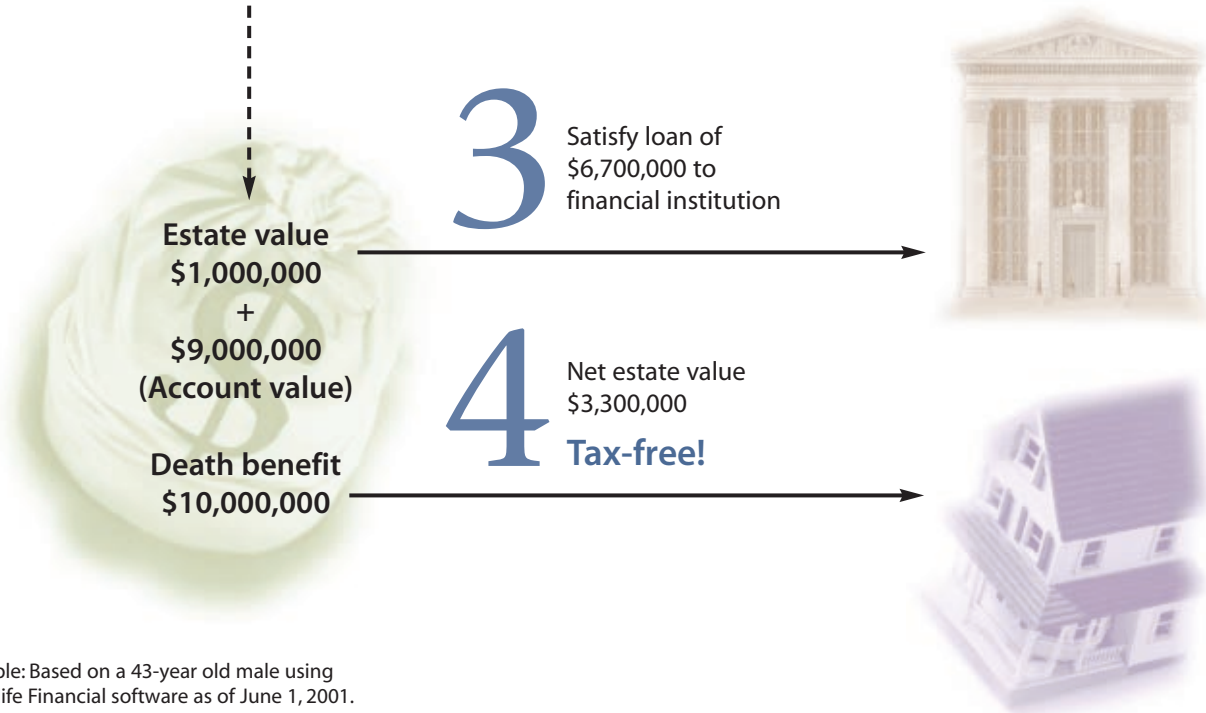 3
Satisfy loan of
$6,700,000 to
financial institution
Estate value
$1,000,000
+
$9,000,000
(Account value)
Death benefit
$10,000,000
4
Net estate value
$3,300,000
Tax-free!
Based on a 43-year old male using
Financial software as of June 1, 2001.